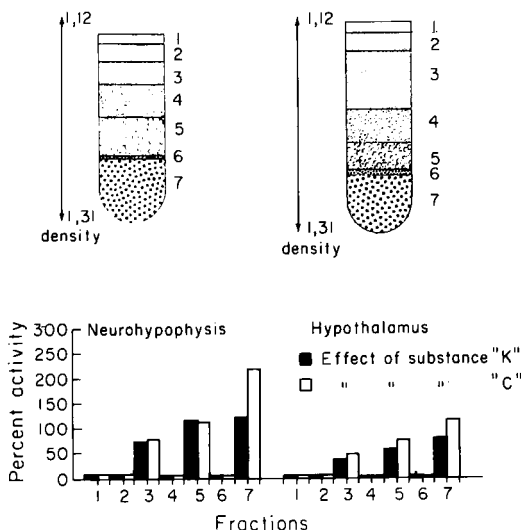 1,12
1
2
3
4
5
6
7
1,31
density
1,12
1
2
3
4
5
6
7
1,31
density
Percent activity
300
250
200
150
100
50
0
Neurohypophysis
Hypothalamus
Effect of substance "K"
" " " "C"
1 2 3 4 5 6 7
1 2 3 4 5 6 7
Fractions